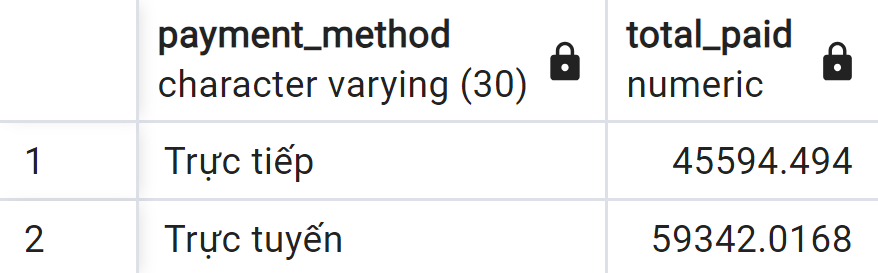 payment_method total_paid
character varying (30) numeric
1 Trực tiếp 45594.494
2 Trực tuyến 59342.0168